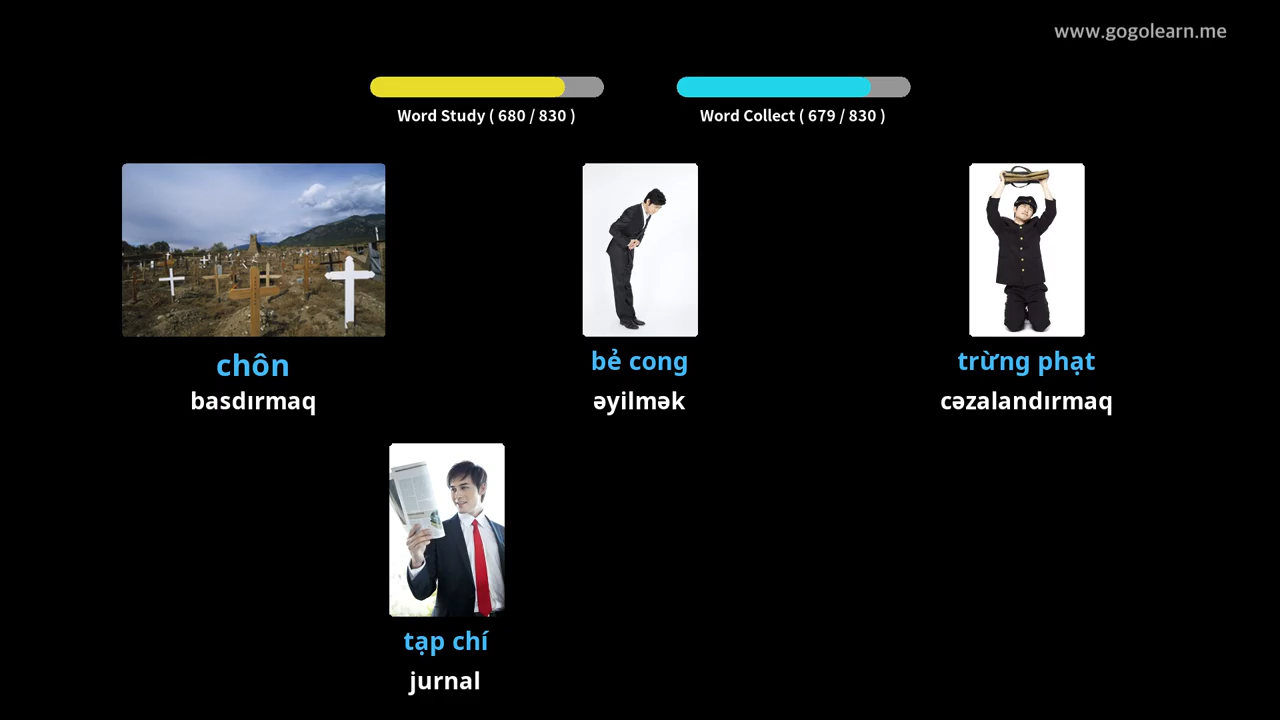 www.gogolearn.me
Word Study ( 680 / 830 )
Word Collect ( 679 / 830 )
chôn
basdırmaq
bẻ cong
əyilmək
trừng phạt
cəzalandırmaq
tạp chí
jurnal